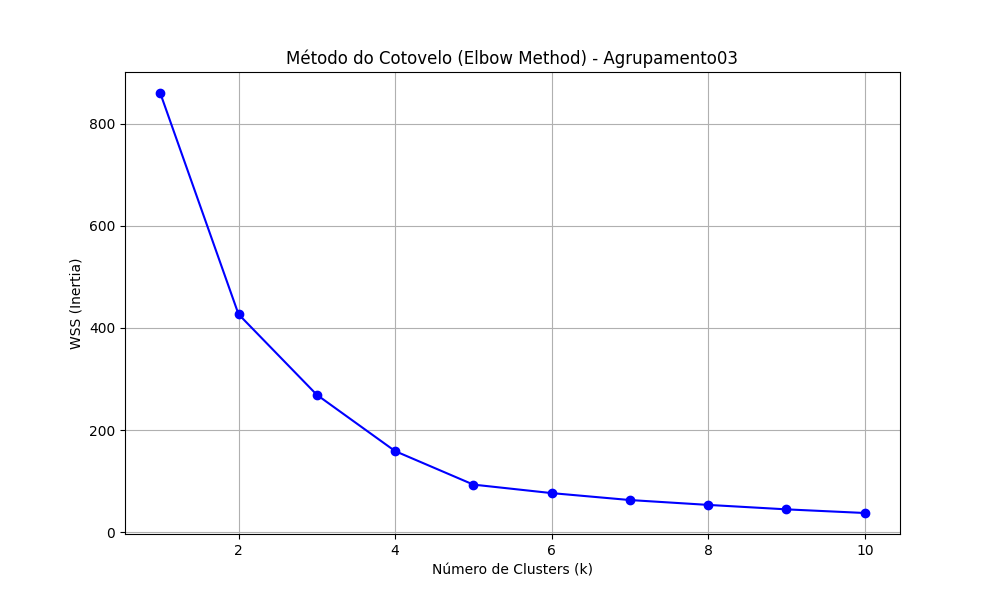 Método do Cotovelo (Elbow Method) - Agrupamento03
WSS (Inertia)
800
600
400
200
0
2 4 6 8 10
Número de Clusters (k)